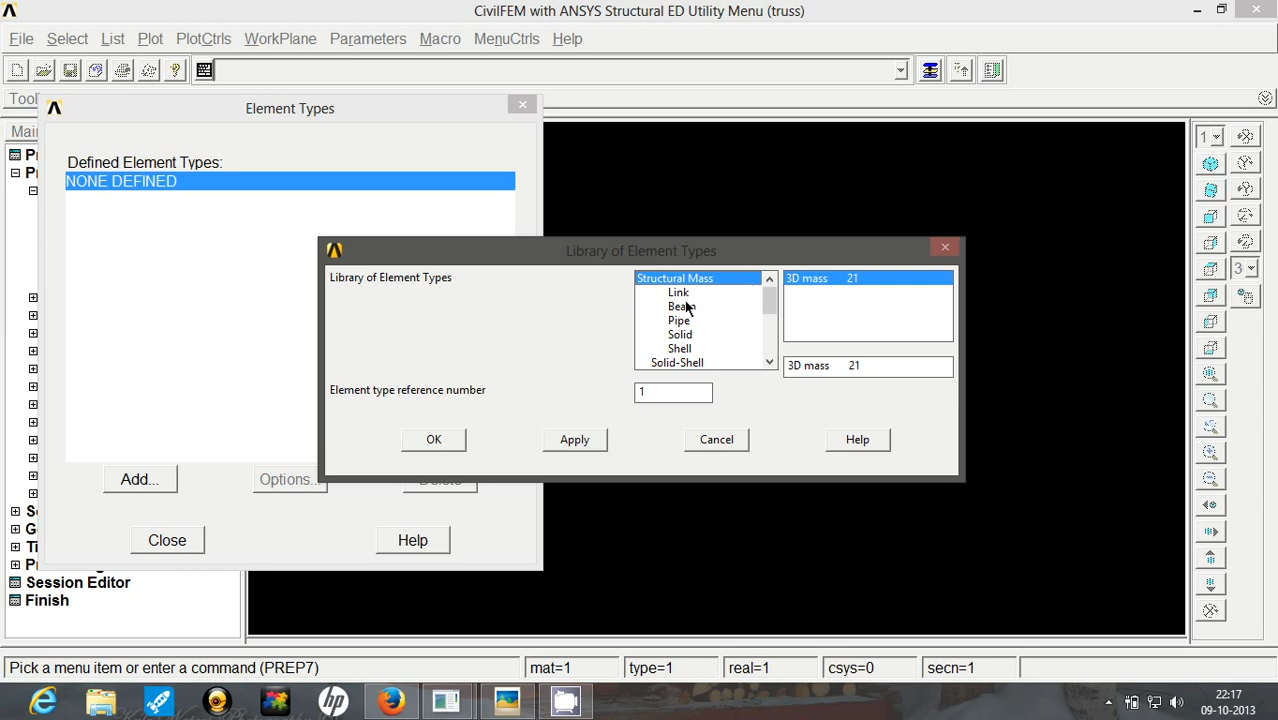 CivilFEM with ANSYS Structural ED Utility Menu (truss)
File Select List Plot PlotCtrls WorkPlane Parameters Macro MenuCtrls Help
Element Types
Defined Element Types:
NONE DEFINED
Library of Element Types
Library of Element Types
Structural Mass
Link
Beam
Pipe
Solid
Shell
Solid-Shell
3D mass 21
3D mass 21
Element type reference number
1
OK Apply Cancel Help
Add... Options...
Close Help
Session Editor
Finish
1
3
Pick a menu item or enter a command (PREP7) mat=1 type=1 real=1 csys=0 secn=1
22:17
09-10-2013